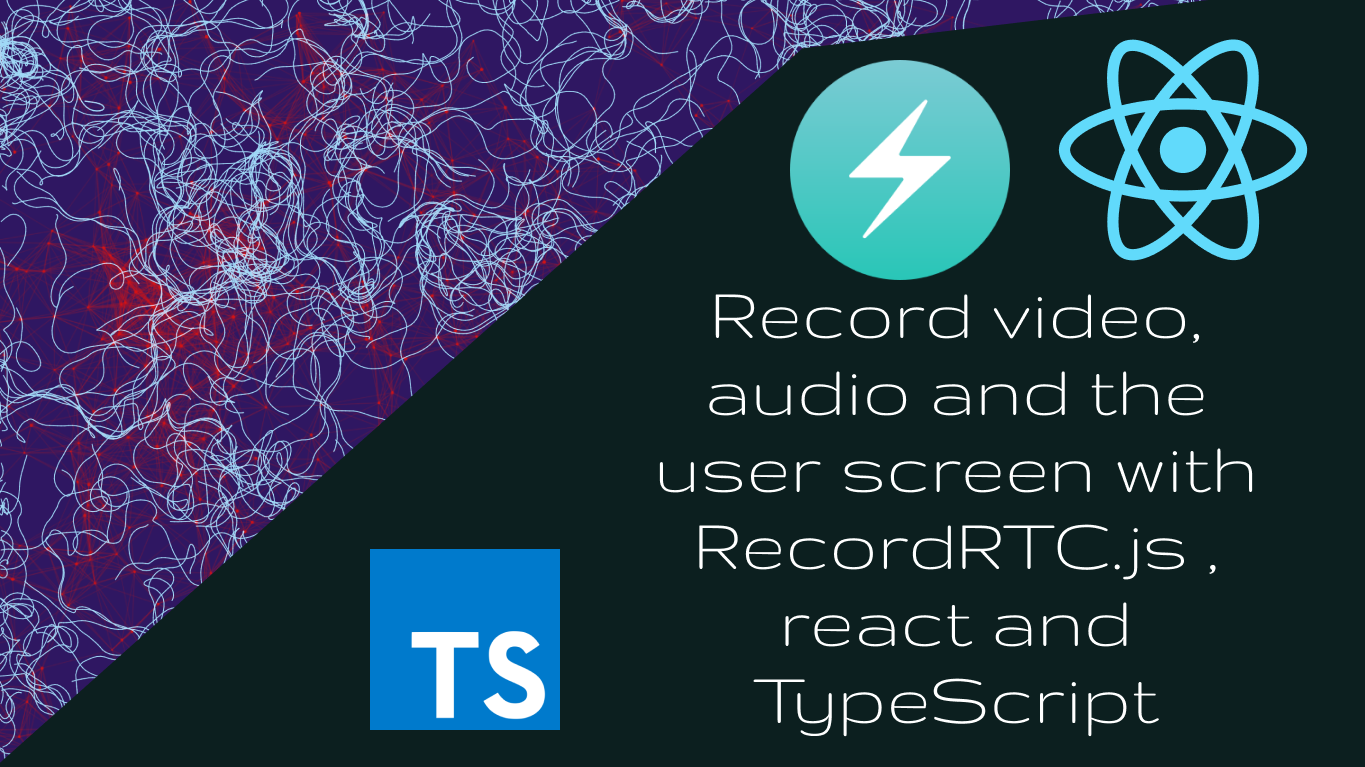 Record video,
audio and the
user screen with
RecordRTC.js ,
react and
TypeScript
TS